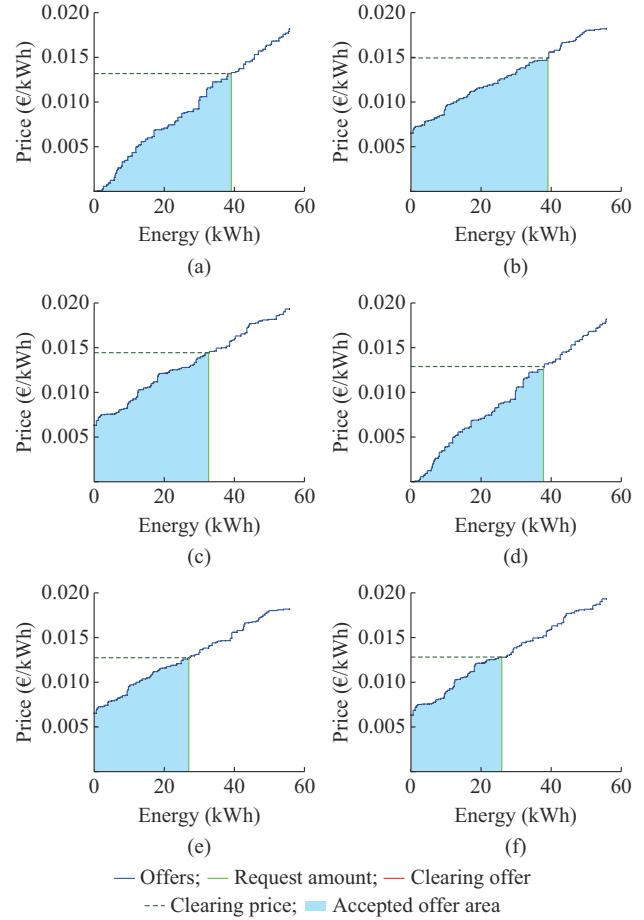 0.020
0.015
0.010
0.005
Price (€/kWh)
0 20 40 60
Energy (kWh)
(a)
0.020
0.015
0.010
0.005
Price (€/kWh)
0 20 40 60
Energy (kWh)
(b)
0.020
0.015
0.010
0.005
Price (€/kWh)
0 20 40 60
Energy (kWh)
(c)
0.020
0.015
0.010
0.005
Price (€/kWh)
0 20 40 60
Energy (kWh)
(d)
0.020
0.015
0.010
0.005
Price (€/kWh)
0 20 40 60
Energy (kWh)
(e)
0.020
0.015
0.010
0.005
Price (€/kWh)
0 20 40 60
Energy (kWh)
(f)
Offers; Request amount; Clearing offer
Clearing price; Accepted offer area